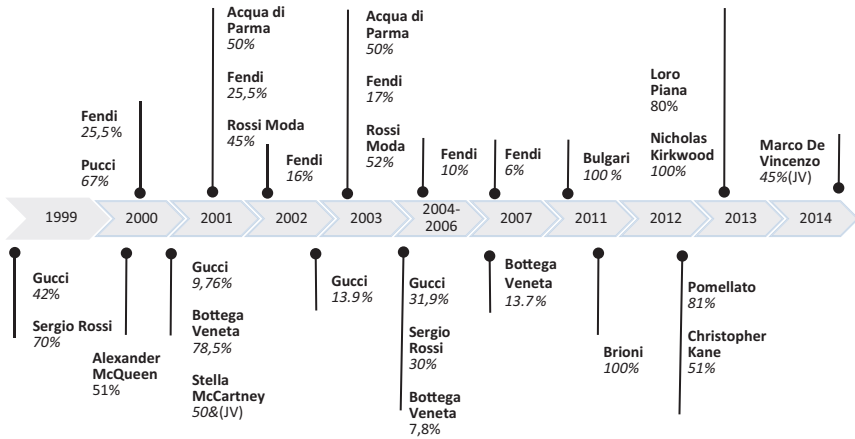 Fendi
25,5%
Pucci
67%
Acqua di
Parma
50%
Fendi
25,5%
Rossi Moda
45%
Fendi
16%
Acqua di
Parma
50%
Fendi
17%
Rossi
Moda
52%
Fendi
10%
Fendi
6%
Bulgari
100 %
Loro
Piana
80%
Nicholas
Kirkwood
100%
Marco De
Vincenzo
45%(JV)
1999
2000
2001
2002
2003
2004-
2006
2007
2011
2012
2013
2014
Gucci
42%
Sergio Rossi
70%
Alexander
McQueen
51%
Gucci
9,76%
Bottega
Veneta
78,5%
Stella
McCartney
50&(JV)
Gucci
13.9%
Gucci
31,9%
Sergio
Rossi
30%
Bottega
Veneta
7,8%
Bottega
Veneta
13.7%
Brioni
100%
Pomellato
81%
Christopher
Kane
51%